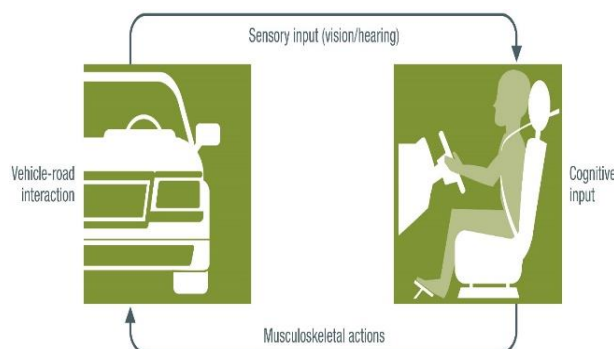 Sensory input (vision/hearing)
Vehicle-road
interaction
Cognitive
input
Musculoskeletal actions